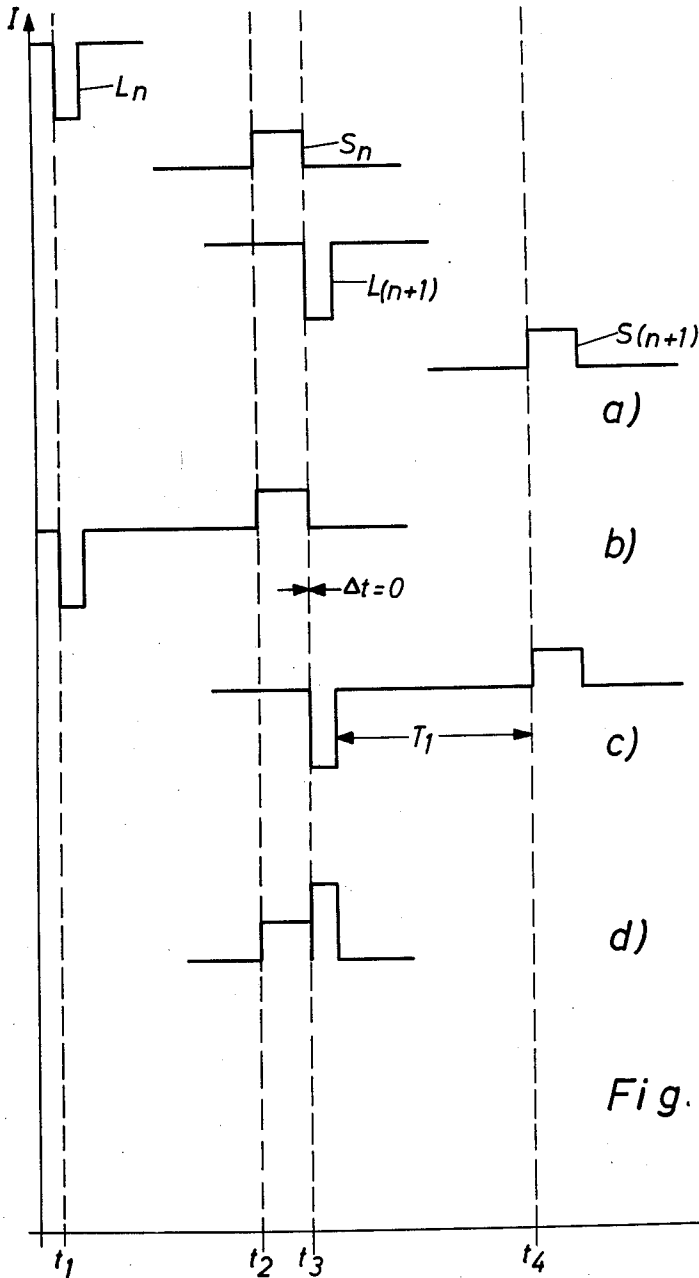 I
Ln
Sn
L(n+1)
S(n+1)
a)
b)
Δt=0
c)
T1
d)
Fig.
t1 t2 t3 t4